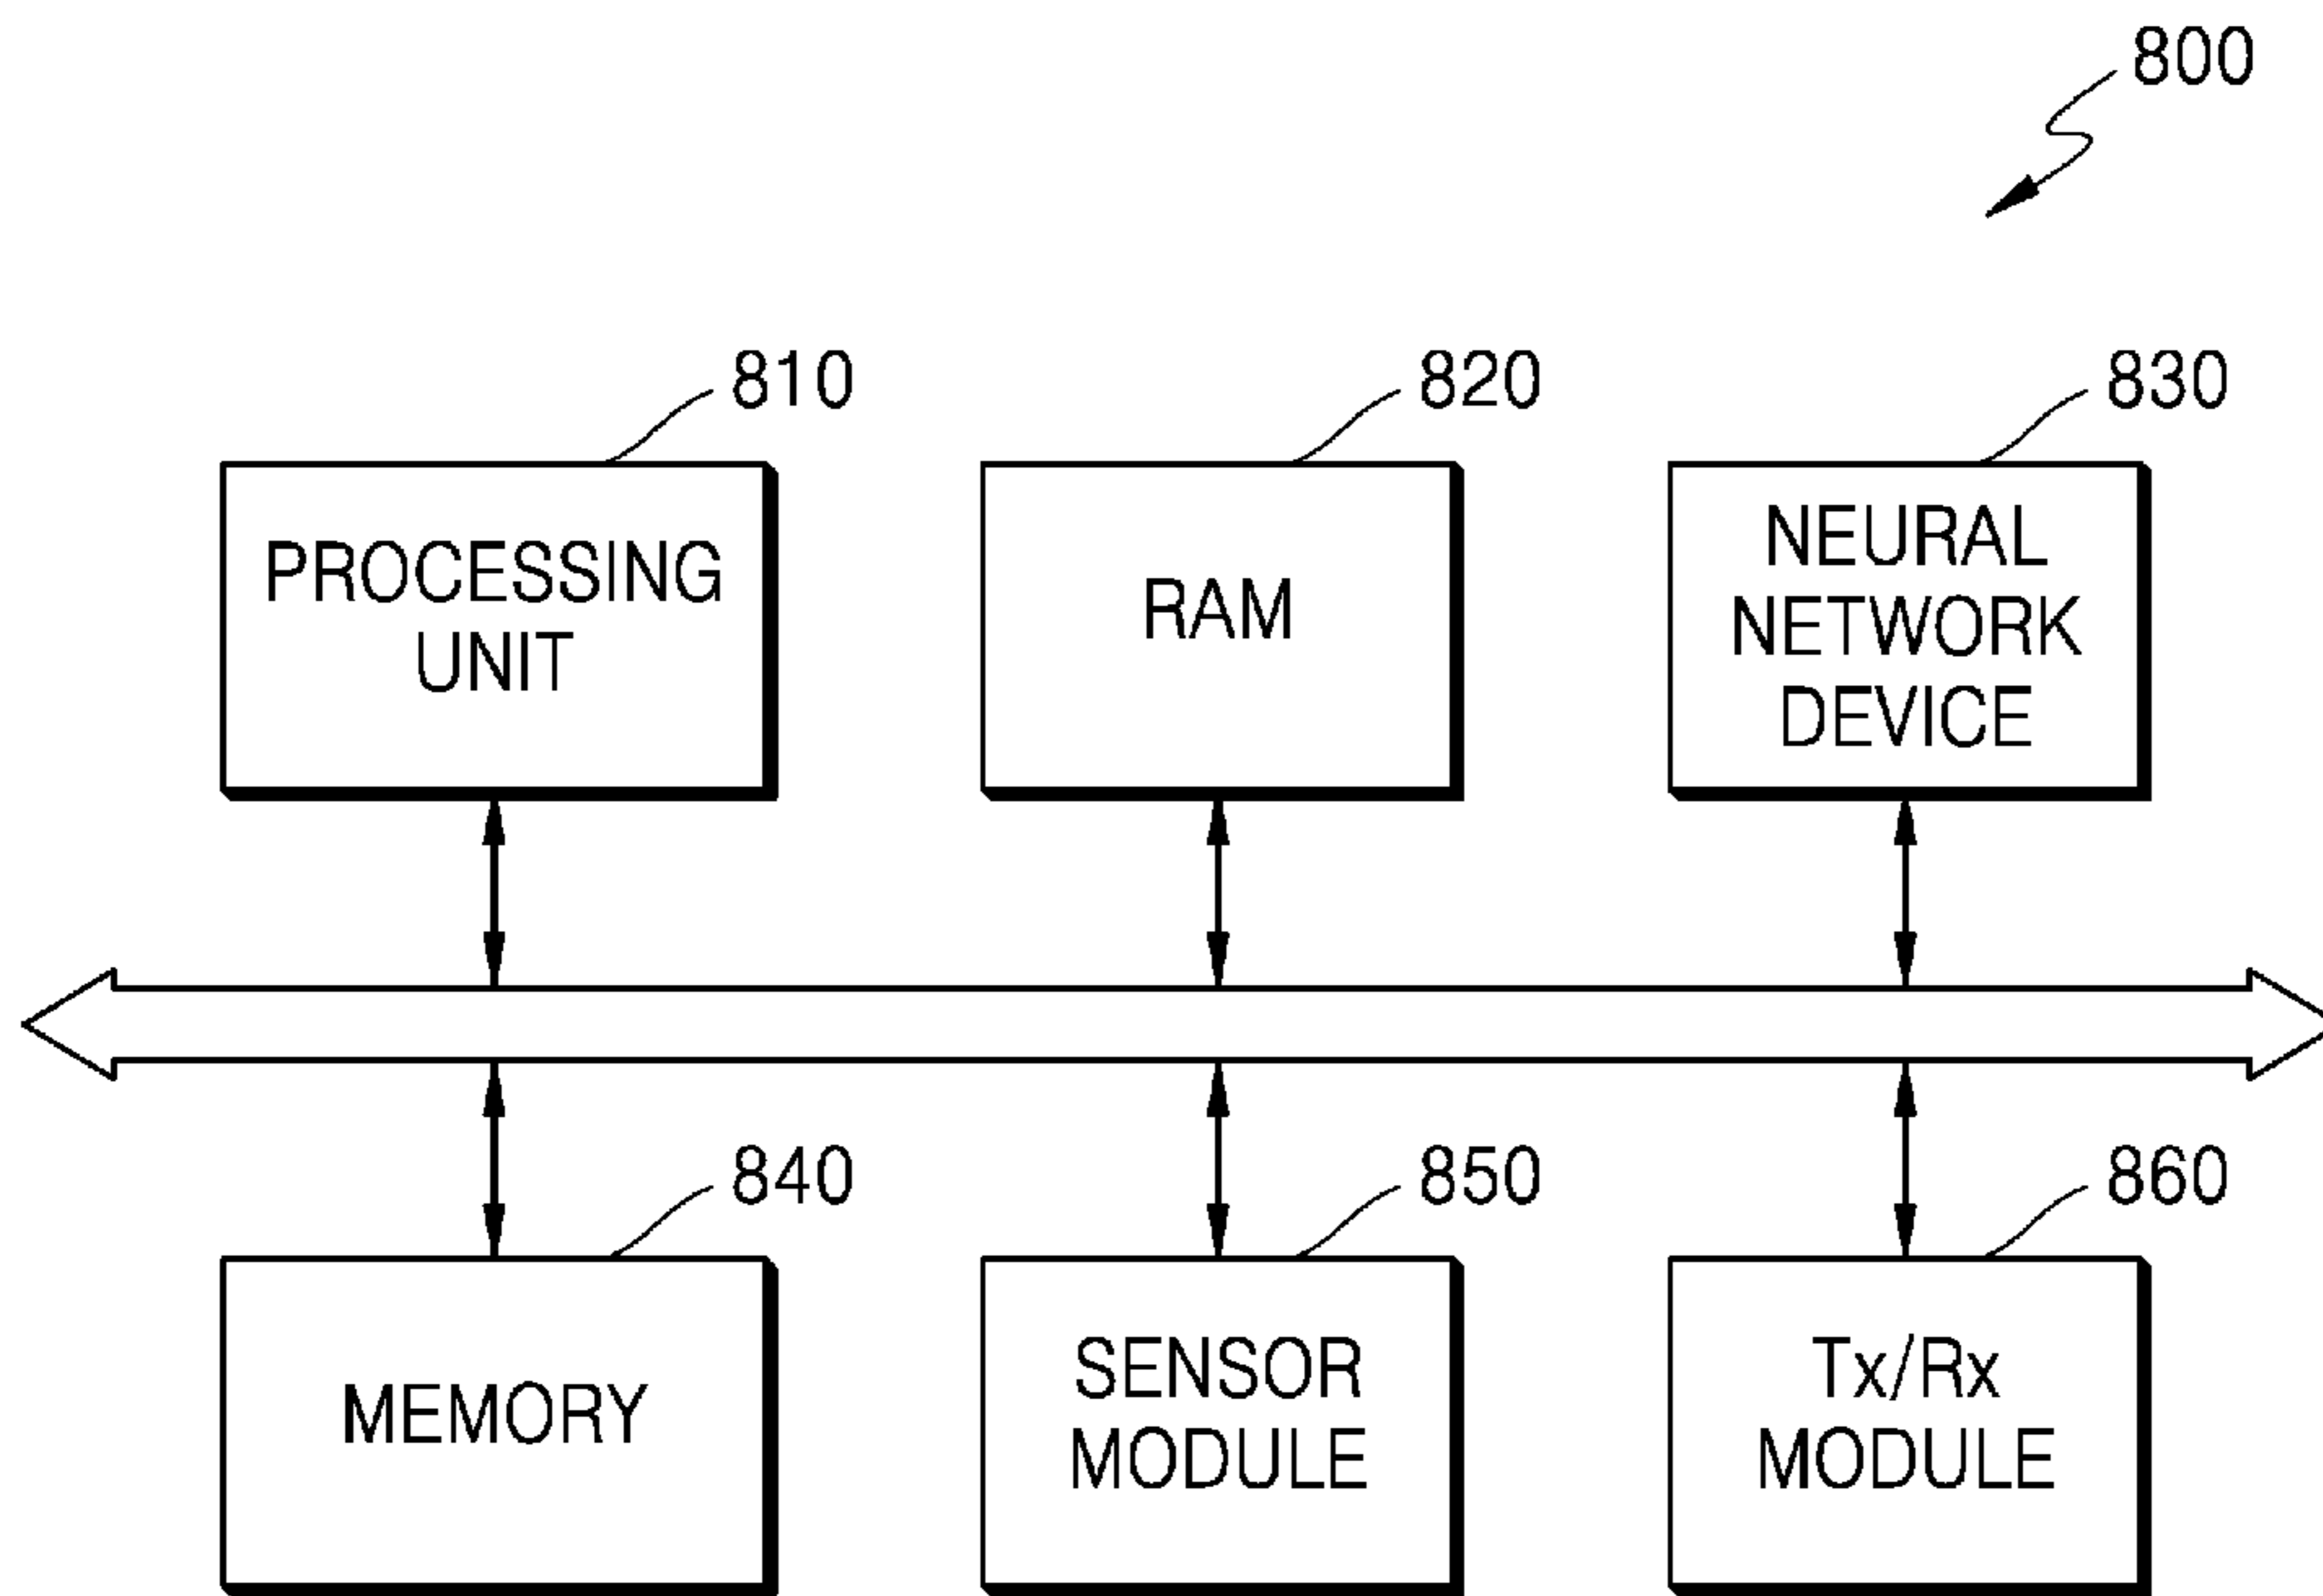 800
810
820
830
PROCESSING
UNIT
RAM
NEURAL
NETWORK
DEVICE
840
850
860
MEMORY
SENSOR
MODULE
Tx/Rx
MODULE